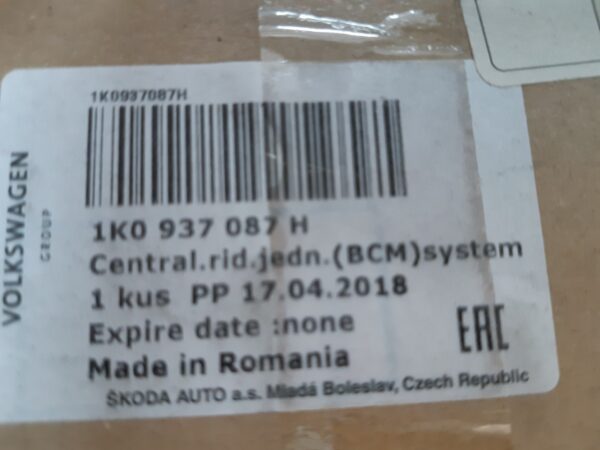 1K0937087H
VOLKSWAGEN
GROUP
1K0 937 087 H
Central.rid.jedn.(BCM)system
1 kus PP 17.04.2018
Expire date :none
Made in Romania
EAC
ŠKODA AUTO a.s. Mladá Boleslav, Czech Republic